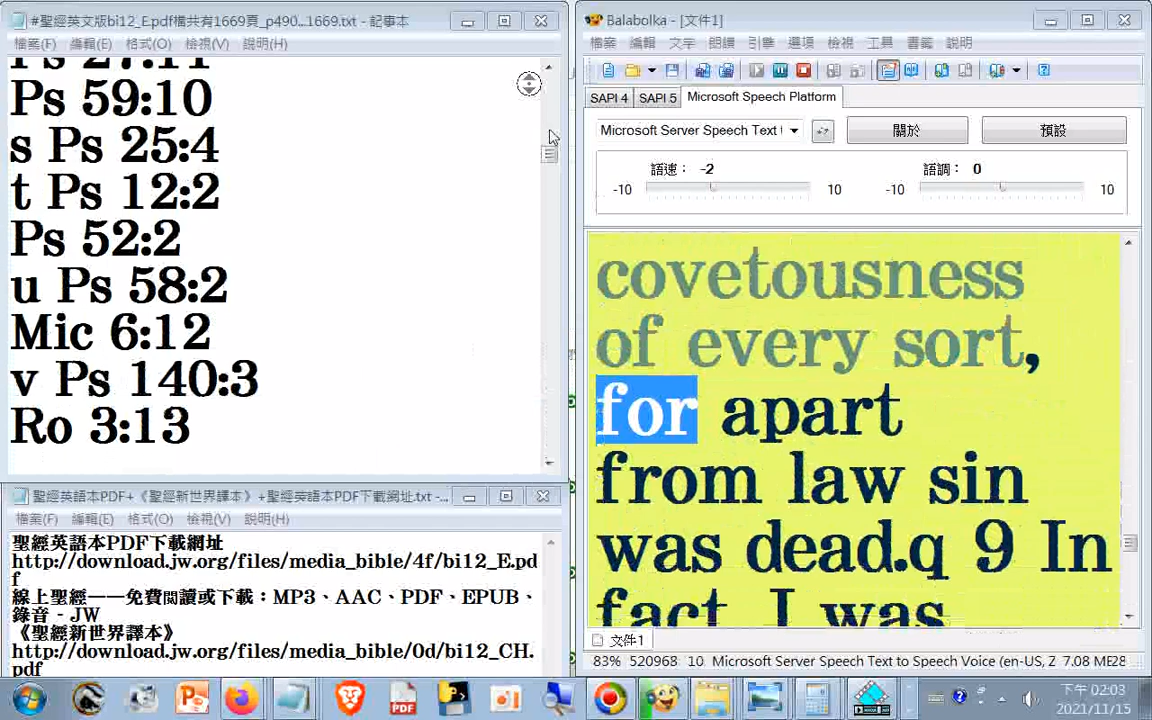 #聖經英文版bi12_E.pdf檔共有1669頁_p490...1669.txt - 記事本
檔案(F) 編輯(E) 格式(O) 檢視(V) 說明(H)
Ps 27:11
Ps 59:10
s Ps 25:4
t Ps 12:2
Ps 52:2
u Ps 58:2
Mic 6:12
v Ps 140:3
Ro 3:13
聖經英語本PDF+《聖經新世界譯本》+聖經英語本PDF下載網址.txt -...
檔案(F) 編輯(E) 格式(O) 檢視(V) 說明(H)
聖經英語本PDF下載網址
http://download.jw.org/files/media_bible/4f/bi12_E.pd
f
線上聖經——免費閱讀或下載：MP3、AAC、PDF、EPUB、
錄音 - JW
《聖經新世界譯本》
http://download.jw.org/files/media_bible/0d/bi12_CH.
pdf
Balabolka - [文件1]
檔案 編輯 文字 朗讀 引擎 選項 檢視 工具 書籤 說明
SAPI 4 SAPI 5 Microsoft Speech Platform
Microsoft Server Speech Text 關於 預設
語速： -2 語調： 0
-10 10 -10 10
covetousness
of every sort,
for apart
from law sin
was dead.q 9 In
fact, I was
文件1
83% 520968 10 Microsoft Server Speech Text to Speech Voice (en-US, Z 7.08 ME28
PDF
下午 02:03
2021/11/15